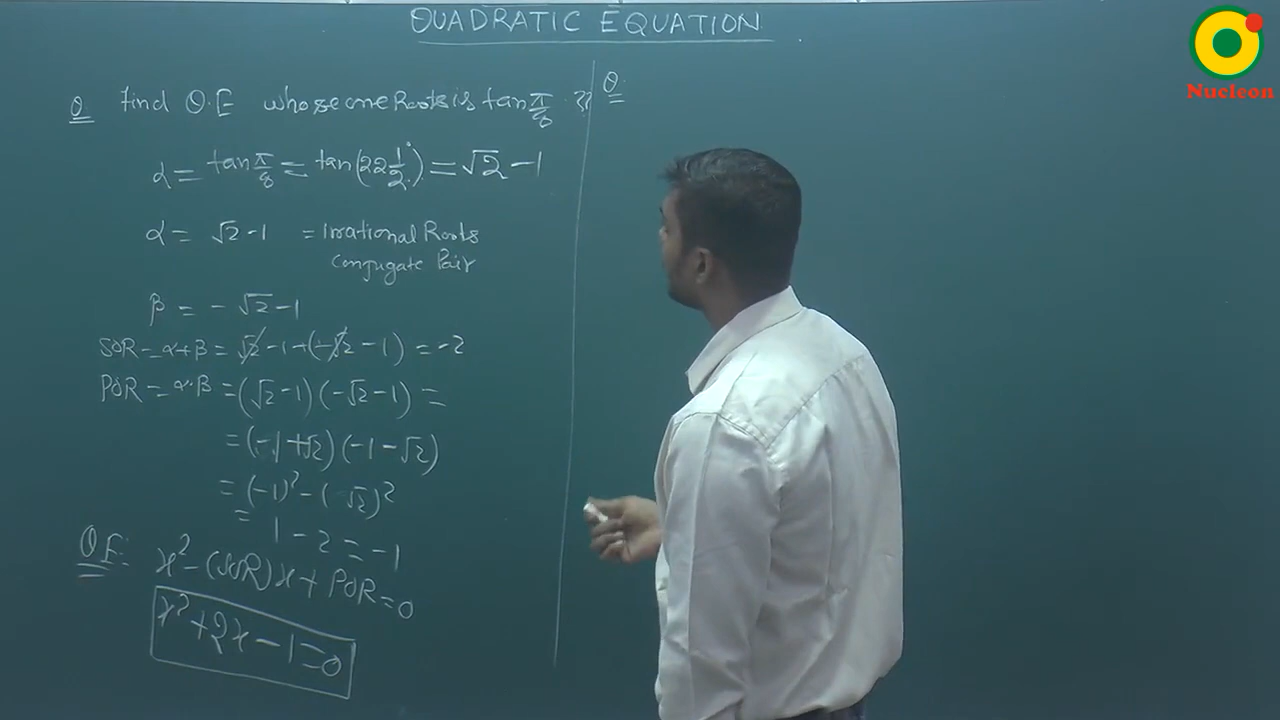 QUADRATIC EQUATION
Q Find Q.E whose one Roots is tan π/8 ??
α = tan π/8 = tan(22 1/2°) = √2 - 1
α = √2 - 1 = irrational Roots
Conjugate Pair
β = - √2 - 1
SOR = α + β = √2 - 1 + (-√2 - 1) = -2
POR = α·β = (√2 - 1)(-√2 - 1) =
= (-1 + √2)(-1 - √2)
= (-1)² - (√2)²
= 1 - 2 = -1
Q.E: x² - (SOR)x + POR = 0
x² + 2x - 1 = 0
Q.
Nucleon